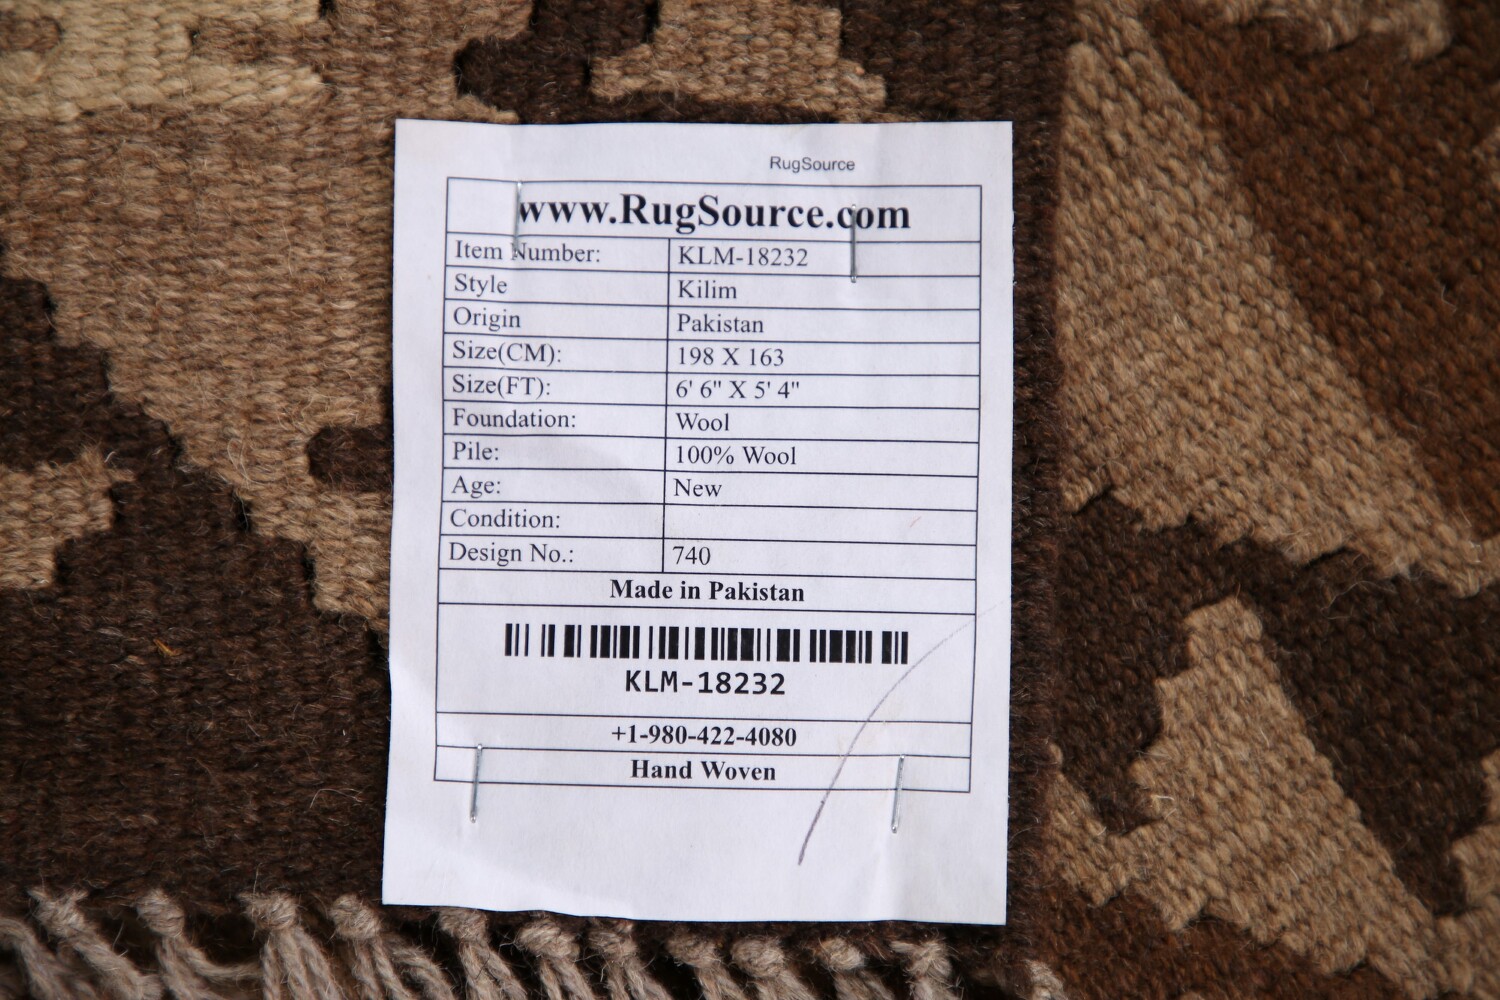 RugSource
www.RugSource.com
Item Number: KLM-18232
Style Kilim
Origin Pakistan
Size(CM): 198 X 163
Size(FT): 6' 6" X 5' 4"
Foundation: Wool
Pile: 100% Wool
Age: New
Condition:
Design No.: 740
Made in Pakistan
KLM-18232
+1-980-422-4080
Hand Woven